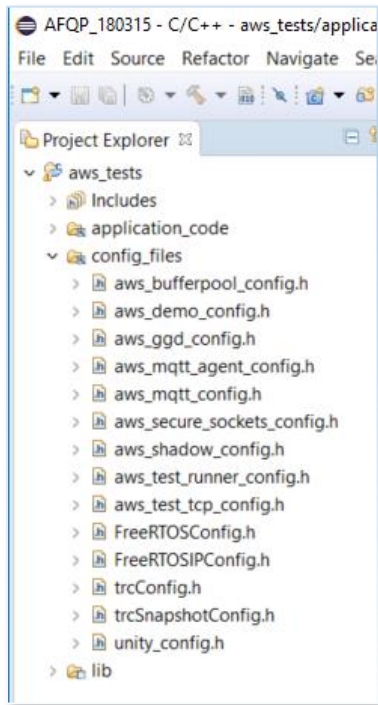 AFQP_180315 - C/C++ - aws_tests/applica
File Edit Source Refactor Navigate Sea
Project Explorer
aws_tests
Includes
application_code
config_files
aws_bufferpool_config.h
aws_demo_config.h
aws_ggd_config.h
aws_mqtt_agent_config.h
aws_mqtt_config.h
aws_secure_sockets_config.h
aws_shadow_config.h
aws_test_runner_config.h
aws_test_tcp_config.h
FreeRTOSConfig.h
FreeRTOSIPConfig.h
trcConfig.h
trcSnapshotConfig.h
unity_config.h
lib